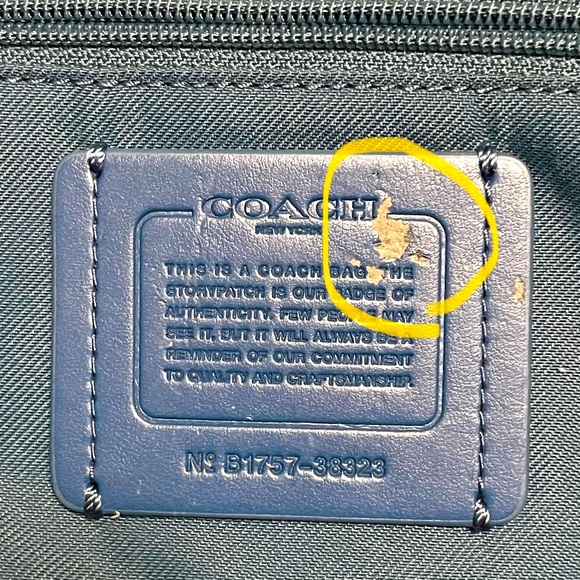 COACH
NEW YORK
THIS IS A COACH BAG. THE
STORYPATCH IS OUR BADGE OF
AUTHENTICITY. FEW PEOPLE MAY
SEE IT, BUT IT WILL ALWAYS BE A
REMINDER OF OUR COMMITMENT
TO QUALITY AND CRAFTSMANSHIP.
Nº B1757-38323